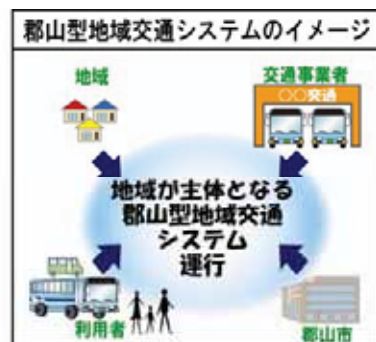 郡山型地域交通システムのイメージ
地域
交通事業者
○○交通
地域が主体となる
郡山型地域交通
システム
運行
利用者
郡山市